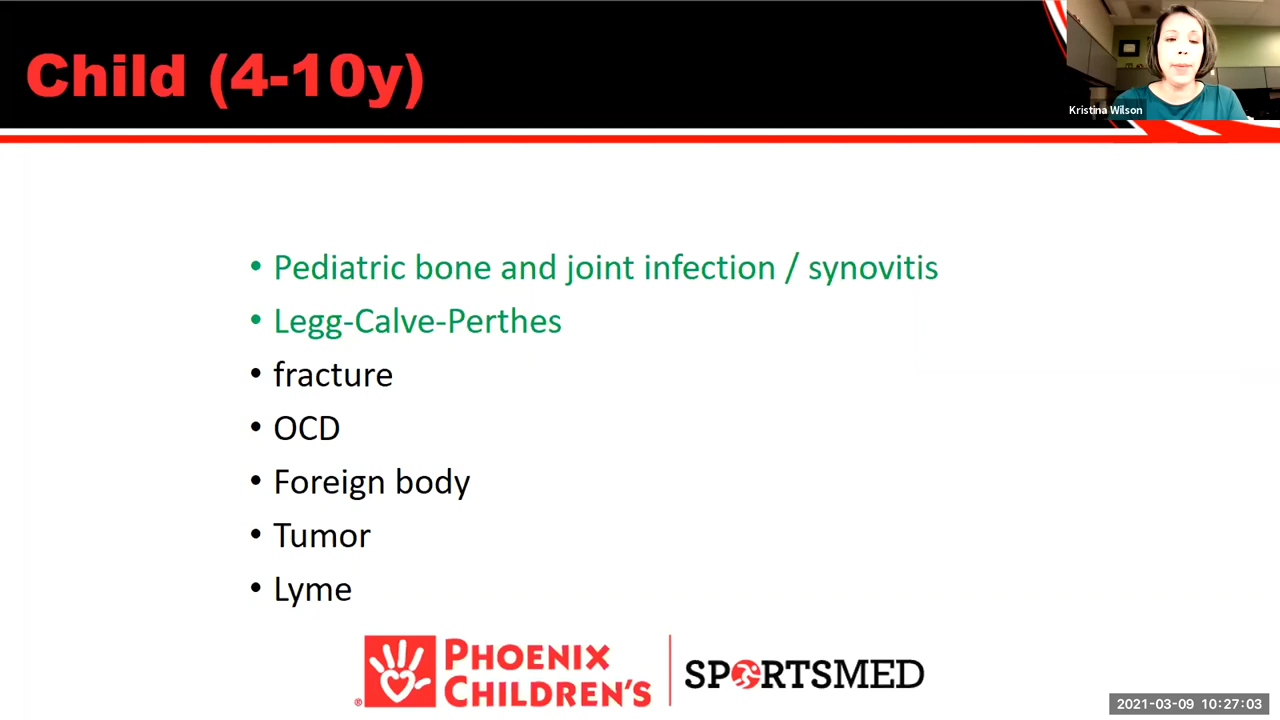 Child (4-10y)
Kristina Wilson
• Pediatric bone and joint infection / synovitis
• Legg-Calve-Perthes
• fracture
• OCD
• Foreign body
• Tumor
• Lyme
PHOENIX
CHILDREN'S
®
SPORTSMED
2021-03-09 10:27:03